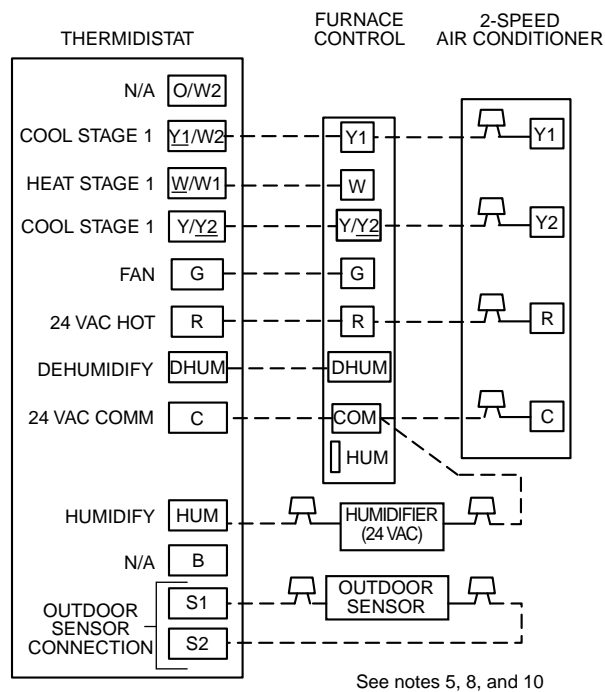 THERMIDISTAT
FURNACE
CONTROL
2-SPEED
AIR CONDITIONER
N/A O/W2
COOL STAGE 1 Y1/W2 Y1 Y1
HEAT STAGE 1 W/W1 W
COOL STAGE 1 Y/Y2 Y/Y2 Y2
FAN G G
24 VAC HOT R R R
DEHUMIDIFY DHUM DHUM
24 VAC COMM C COM C
HUM
HUMIDIFY HUM HUMIDIFIER
(24 VAC)
N/A B
OUTDOOR
SENSOR
CONNECTION
S1
S2
OUTDOOR
SENSOR
See notes 5, 8, and 10